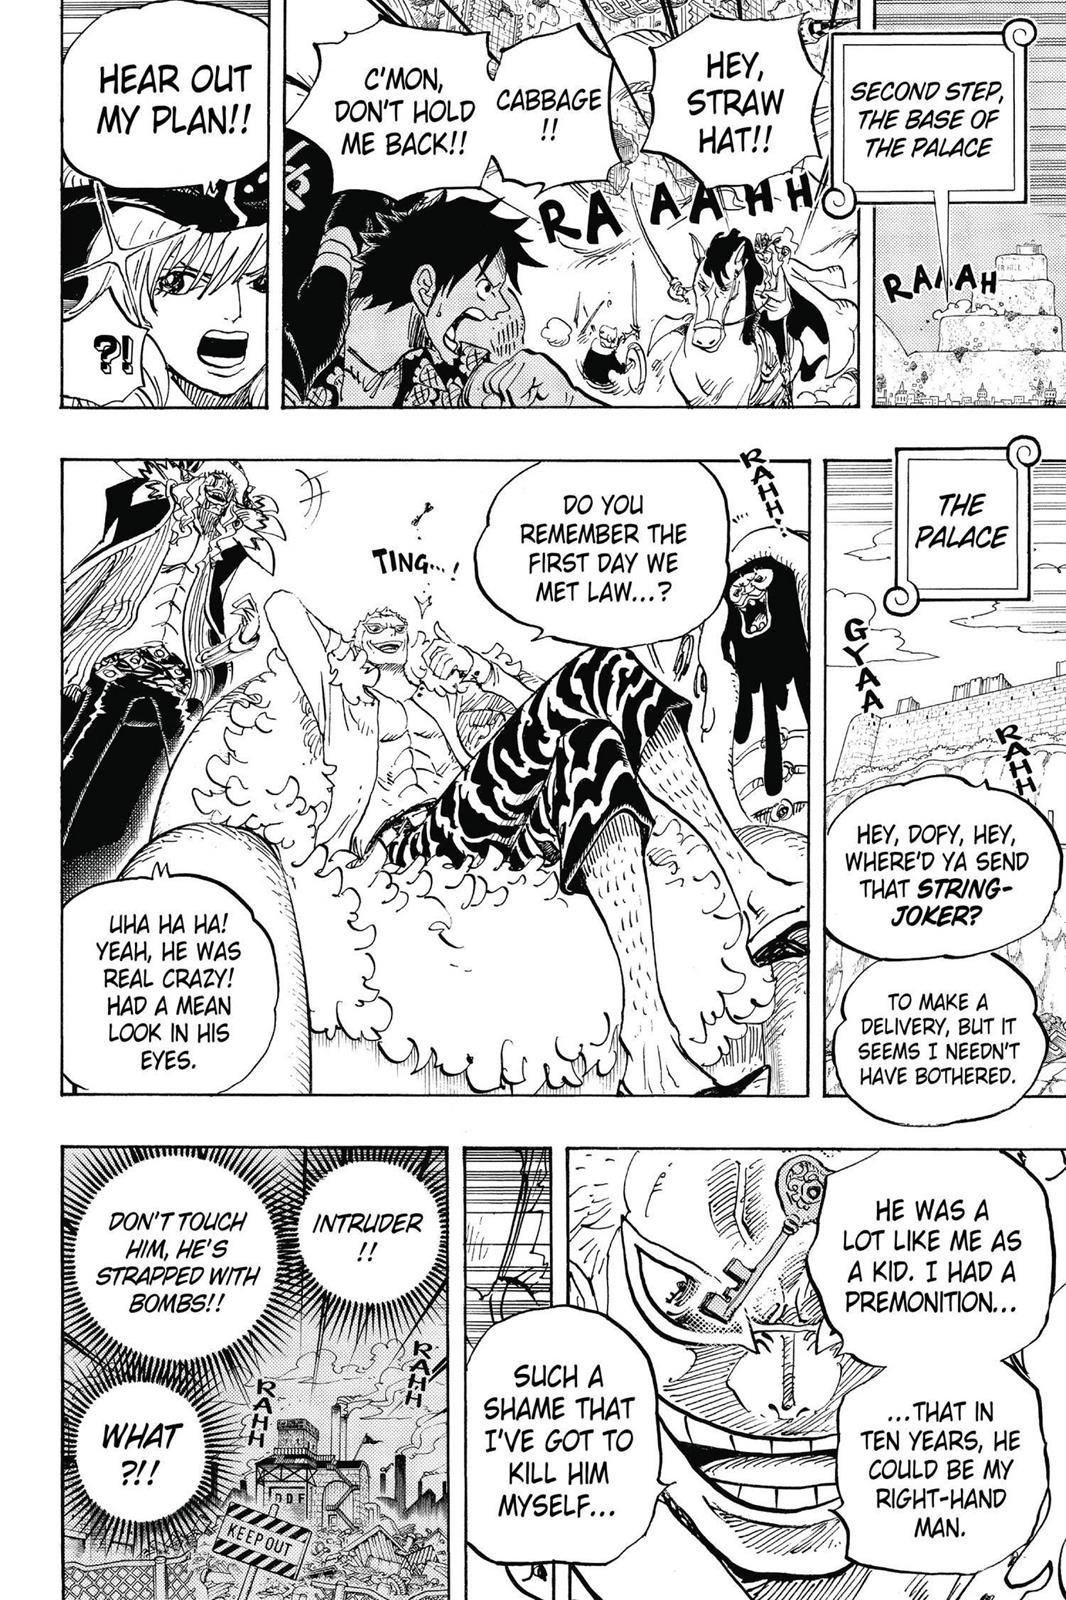 SECOND STEP,
THE BASE OF
THE PALACE
RAAAH
HEY,
STRAW
HAT!!
RAAAHH
CABBAGE
!!
C'MON,
DON'T HOLD
ME BACK!!
HEAR OUT
MY PLAN!!
?!
THE
PALACE
GYAA
RAHH
HEY, DOFY, HEY,
WHERE'D YA SEND
THAT STRING-
JOKER?
TO MAKE A
DELIVERY, BUT IT
SEEMS I NEEDN'T
HAVE BOTHERED.
RAHH!
DO YOU
REMEMBER THE
FIRST DAY WE
MET LAW...?
TING...!
UHA HA HA!
YEAH, HE WAS
REAL CRAZY!
HAD A MEAN
LOOK IN HIS
EYES.
HE WAS A
LOT LIKE ME AS
A KID. I HAD A
PREMONITION...
...THAT IN
TEN YEARS, HE
COULD BE MY
RIGHT-HAND
MAN.
SUCH A
SHAME THAT
I'VE GOT TO
KILL HIM
MYSELF...
INTRUDER
!!
DON'T TOUCH
HIM, HE'S
STRAPPED WITH
BOMBS!!
WHAT
?!!
RAHH
RAHH
DDF
KEEP OUT